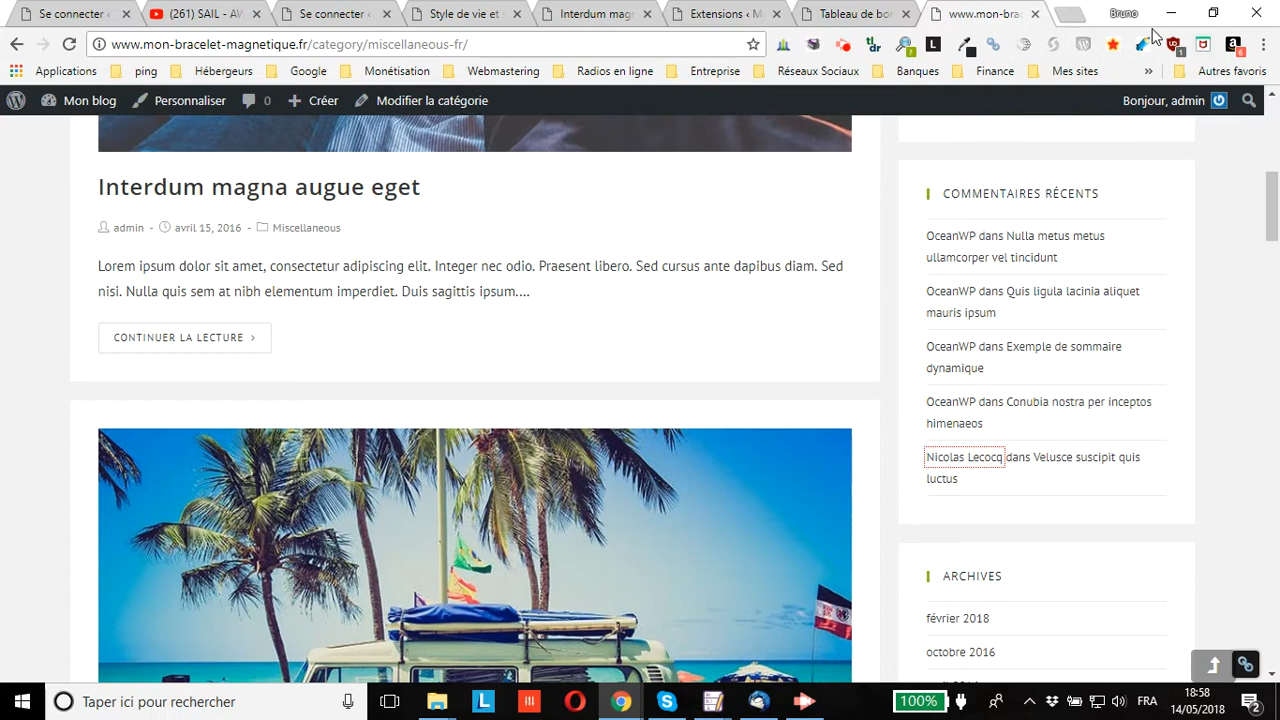 Se connecter ‹
(261) SAIL - AW
Se connecter ‹
Style de vie et s
Interdum magn
Extensions ‹ Mo
Tableau de bor
www.mon-brac
Bruno
www.mon-bracelet-magnetique.fr/category/miscellaneous-fr/
tl;dr
Applications
ping
Hébergeurs
Google
Monétisation
Webmastering
Radios en ligne
Entreprise
Réseaux Sociaux
Banques
Finance
Mes sites
»
Autres favoris
Mon blog
Personnaliser
0
Créer
Modifier la catégorie
Bonjour, admin
Interdum magna augue eget
admin - avril 15, 2016 - Miscellaneous
Lorem ipsum dolor sit amet, consectetur adipiscing elit. Integer nec odio. Praesent libero. Sed cursus ante dapibus diam. Sed
nisi. Nulla quis sem at nibh elementum imperdiet. Duis sagittis ipsum.…
CONTINUER LA LECTURE >
COMMENTAIRES RÉCENTS
OceanWP dans Nulla metus metus
ullamcorper vel tincidunt
OceanWP dans Quis ligula lacinia aliquet
mauris ipsum
OceanWP dans Exemple de sommaire
dynamique
OceanWP dans Conubia nostra per inceptos
himenaeos
Nicolas Lecocq dans Velusce suscipit quis
luctus
ARCHIVES
février 2018
octobre 2016
Taper ici pour rechercher
100%
FRA
18:58
14/05/2018
2